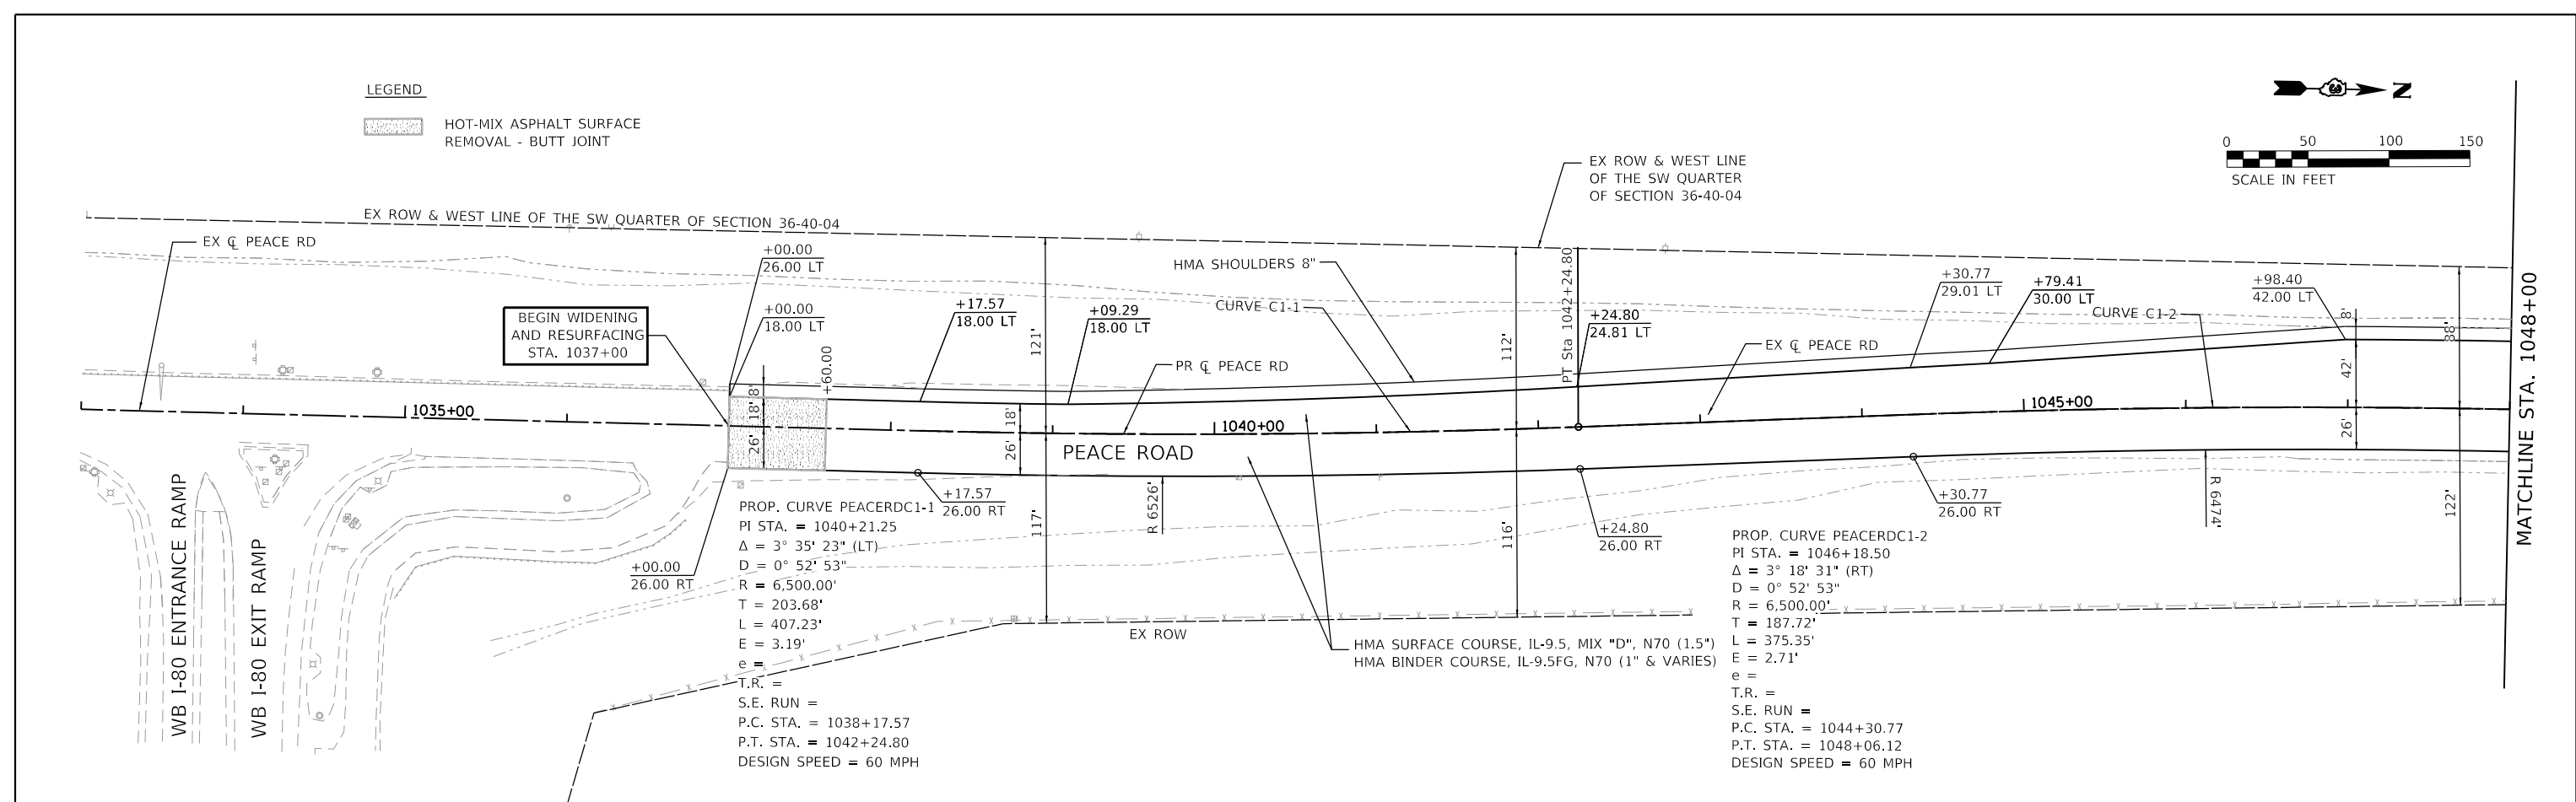 LEGEND
HOT-MIX ASPHALT SURFACE
REMOVAL - BUTT JOINT
N
0 50 100 150
SCALE IN FEET
EX ROW & WEST LINE
OF THE SW QUARTER
OF SECTION 36-40-04
EX ROW & WEST LINE OF THE SW QUARTER OF SECTION 36-40-04
EX ℄ PEACE RD
+00.00
26.00 LT
+00.00
18.00 LT
BEGIN WIDENING
AND RESURFACING
STA. 1037+00
+60.00
8'
18'
26'
+17.57
18.00 LT
121'
+09.29
18.00 LT
HMA SHOULDERS 8"
CURVE C1-1
PR ℄ PEACE RD
112'
PT Sta 1042+24.80
+24.80
24.81 LT
EX ℄ PEACE RD
+30.77
29.01 LT
+79.41
30.00 LT
CURVE C1-2
+98.40
42.00 LT
8'
42'
26'
88'
MATCHLINE STA. 1048+00
1035+00
18'
26'
1040+00
1045+00
PEACE ROAD
WB I-80 ENTRANCE RAMP
WB I-80 EXIT RAMP
+17.57
26.00 RT
117'
R 6526'
116'
+24.80
26.00 RT
+30.77
26.00 RT
R 6474'
122'
+00.00
26.00 RT
EX ROW
HMA SURFACE COURSE, IL-9.5, MIX "D", N70 (1.5")
HMA BINDER COURSE, IL-9.5FG, N70 (1" & VARIES)
PROP. CURVE PEACERDC1-1
PI STA. = 1040+21.25
Δ = 3° 35' 23" (LT)
D = 0° 52' 53"
R = 6,500.00'
T = 203.68'
L = 407.23'
E = 3.19'
e =
T.R. =
S.E. RUN =
P.C. STA. = 1038+17.57
P.T. STA. = 1042+24.80
DESIGN SPEED = 60 MPH
PROP. CURVE PEACERDC1-2
PI STA. = 1046+18.50
Δ = 3° 18' 31" (RT)
D = 0° 52' 53"
R = 6,500.00'
T = 187.72'
L = 375.35'
E = 2.71'
e =
T.R. =
S.E. RUN =
P.C. STA. = 1044+30.77
P.T. STA. = 1048+06.12
DESIGN SPEED = 60 MPH